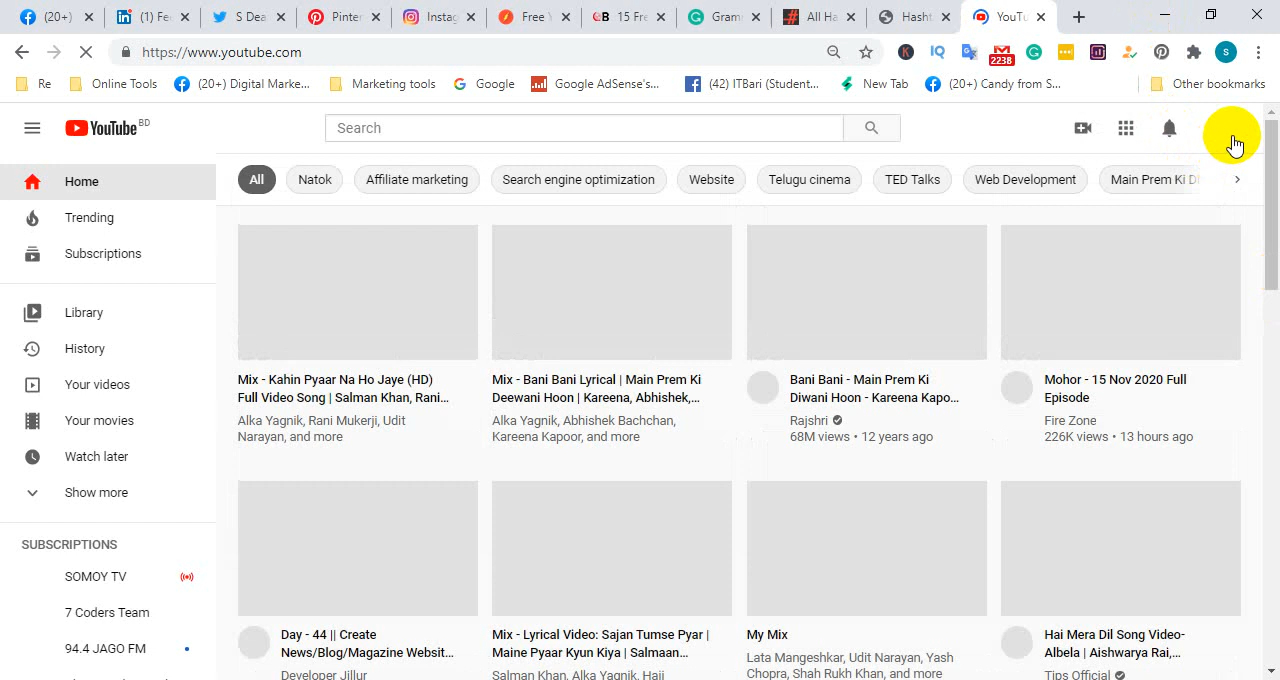 (20+)
(1) Fe
S Dea
Pinter
Instag
Free
15 Fre
Gram
All Ha
Hasht
YouTu
https://www.youtube.com
2238
S
Re
Online Tools
(20+) Digital Marke...
Marketing tools
Google
Google AdSense's...
(42) ITBari (Student...
New Tab
(20+) Candy from S...
Other bookmarks
YouTube BD
Search
Home
Trending
Subscriptions
Library
History
Your videos
Your movies
Watch later
Show more
SUBSCRIPTIONS
SOMOY TV
7 Coders Team
94.4 JAGO FM
All
Natok
Affiliate marketing
Search engine optimization
Website
Telugu cinema
TED Talks
Web Development
Main Prem Ki Di
Mix - Kahin Pyaar Na Ho Jaye (HD)
Full Video Song | Salman Khan, Rani...
Alka Yagnik, Rani Mukerji, Udit
Narayan, and more
Mix - Bani Bani Lyrical | Main Prem Ki
Deewani Hoon | Kareena, Abhishek,...
Alka Yagnik, Abhishek Bachchan,
Kareena Kapoor, and more
Bani Bani - Main Prem Ki
Diwani Hoon - Kareena Kapo...
Rajshri
68M views • 12 years ago
Mohor - 15 Nov 2020 Full
Episode
Fire Zone
226K views • 13 hours ago
Day - 44 || Create
News/Blog/Magazine Websit...
Developer Jillur
Mix - Lyrical Video: Sajan Tumse Pyar |
Maine Pyaar Kyun Kiya | Salmaan...
Salman Khan, Alka Yagnik, Haji
My Mix
Lata Mangeshkar, Udit Narayan, Yash
Chopra, Shah Rukh Khan, and more
Hai Mera Dil Song Video-
Albela | Aishwarya Rai,...
Tips Official